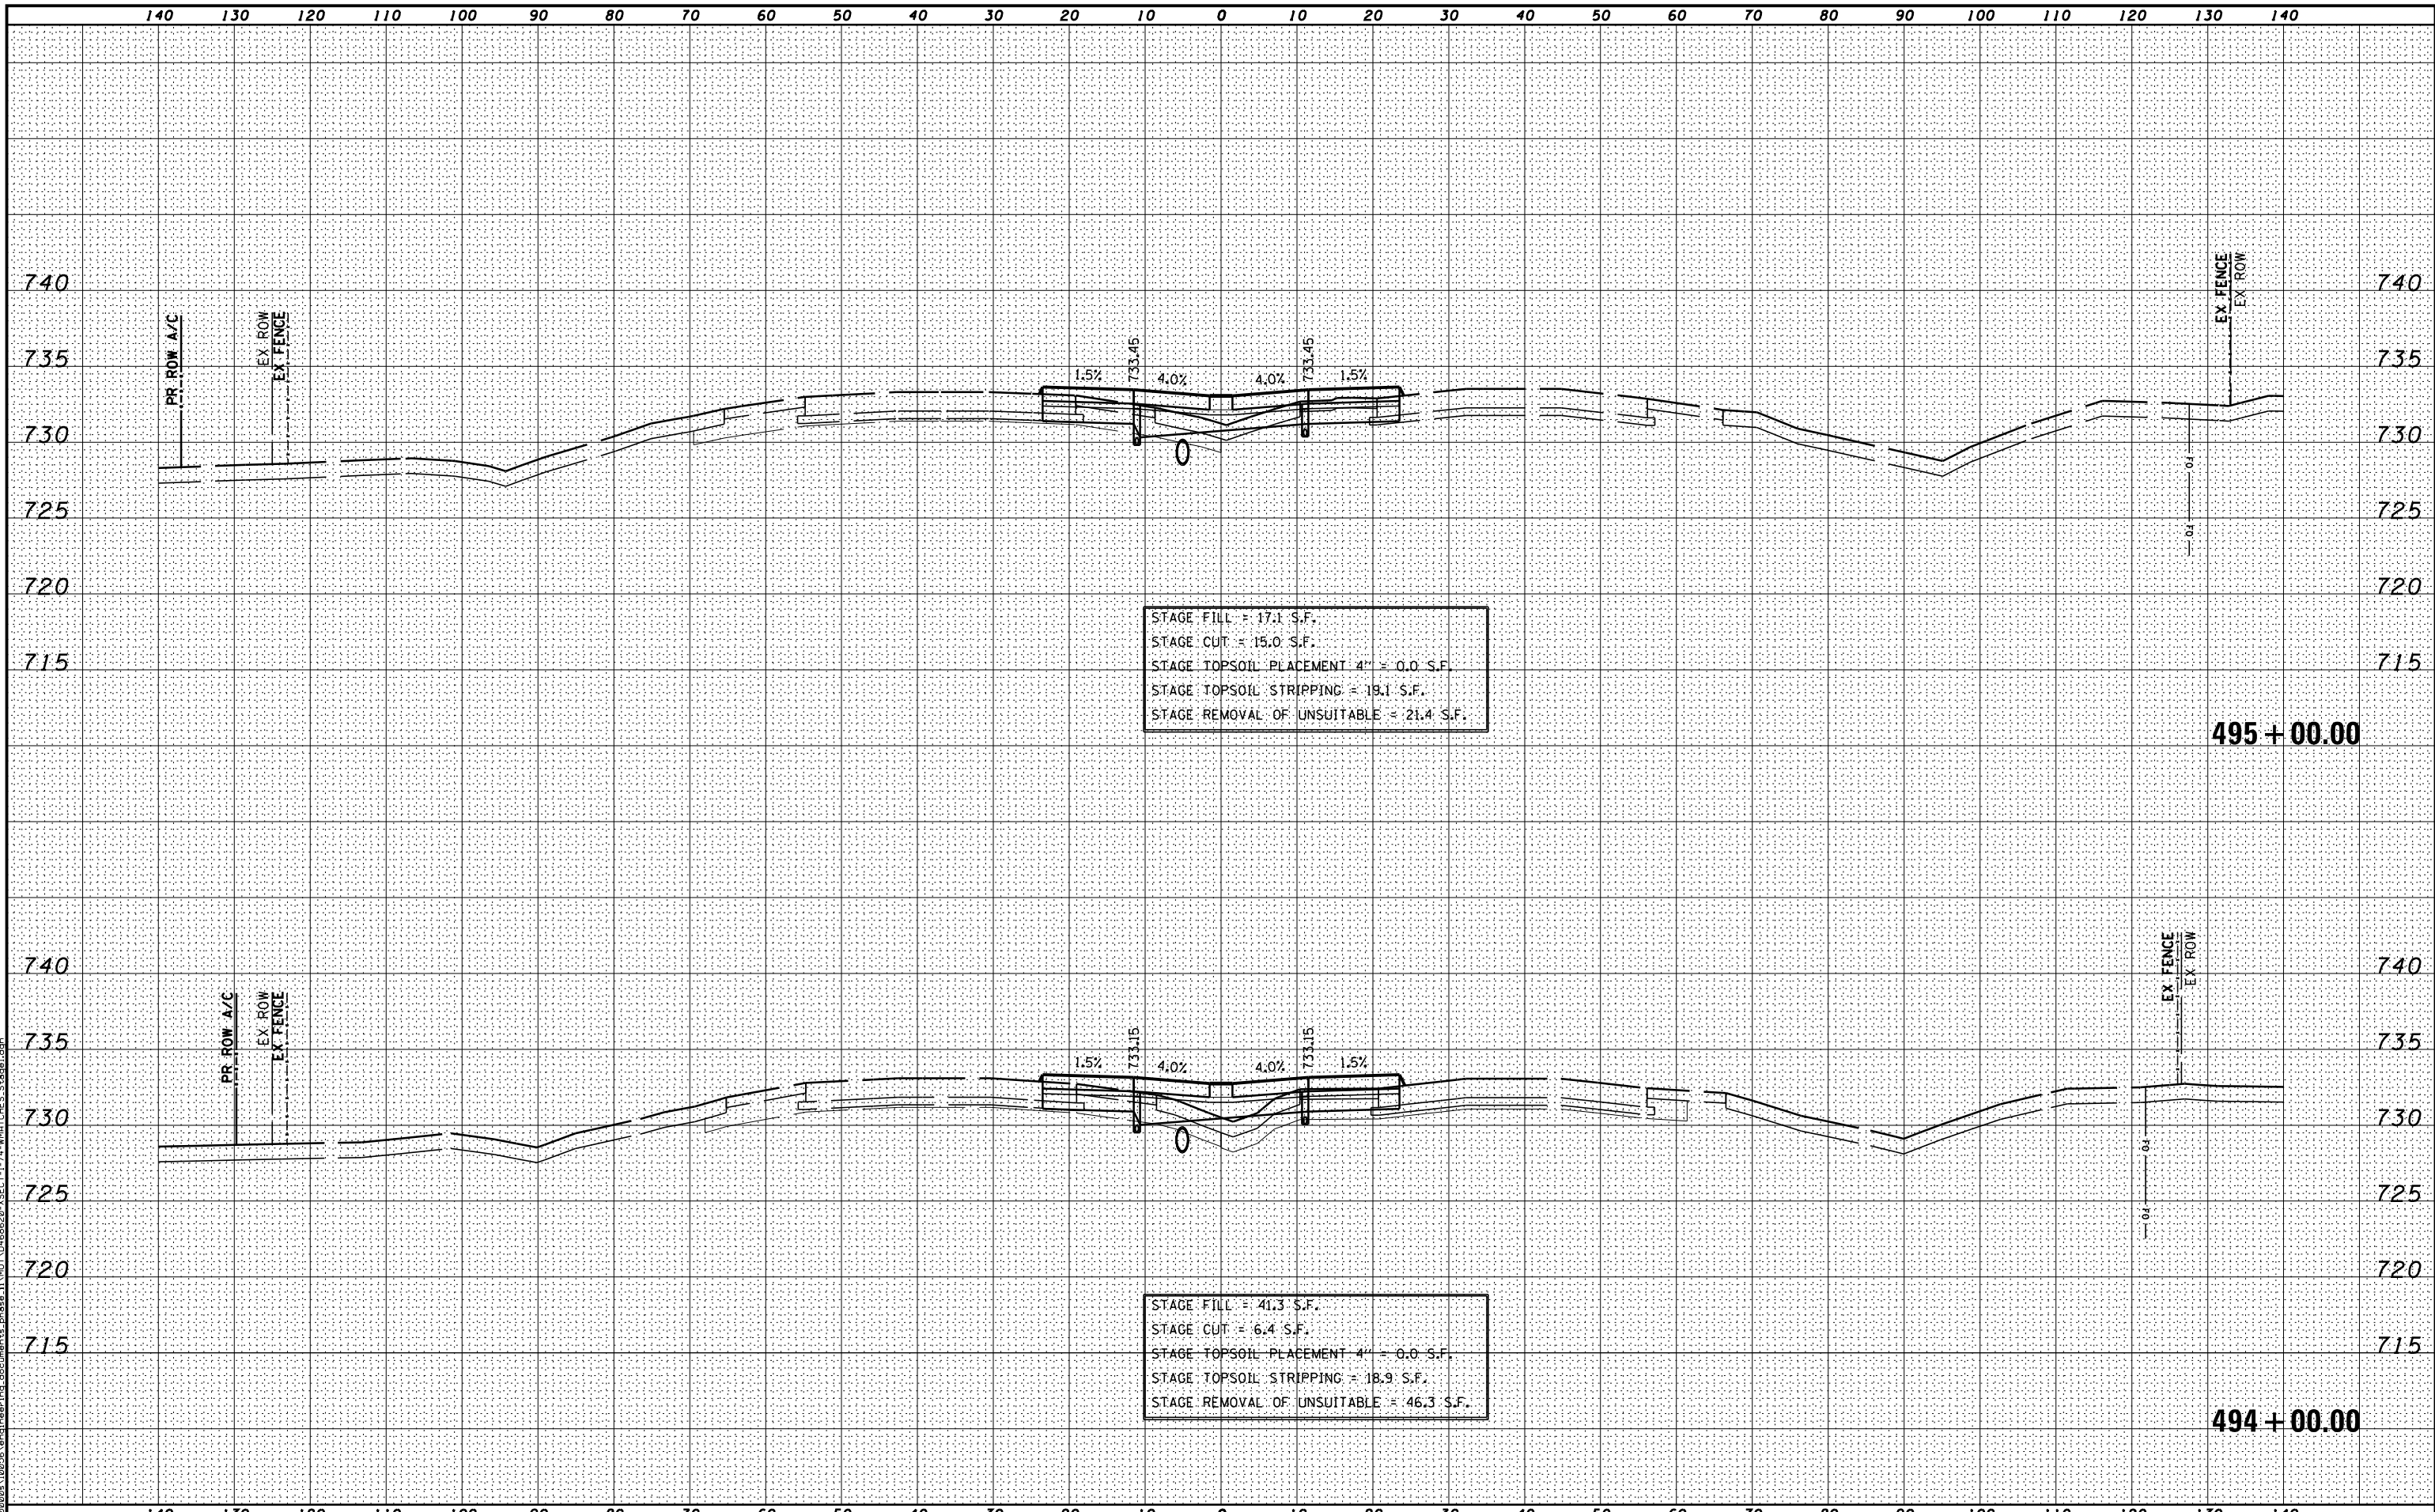 140 130 120 110 100 90 80 70 60 50 40 30 20 10 0 10 20 30 40 50 60 70 80 90 100 110 120 130 140
740 740
735 735
730 730
725 725
720 720
715 715
PR ROW A/C
EX ROW
EX FENCE
1.5%
733.45
4.0%
4.0%
733.45
1.5%
EX FENCE
EX ROW
FO
FO
STAGE FILL = 17.1 S.F.
STAGE CUT = 15.0 S.F.
STAGE TOPSOIL PLACEMENT 4" = 0.0 S.F.
STAGE TOPSOIL STRIPPING = 19.1 S.F.
STAGE REMOVAL OF UNSUITABLE = 21.4 S.F.
495+00.00
740 740
735 735
730 730
725 725
720 720
715 715
PR ROW A/C
EX ROW
EX FENCE
1.5%
733.15
4.0%
4.0%
733.15
1.5%
EX FENCE
EX ROW
FO
FO
STAGE FILL = 41.3 S.F.
STAGE CUT = 6.4 S.F.
STAGE TOPSOIL PLACEMENT 4" = 0.0 S.F.
STAGE TOPSOIL STRIPPING = 18.9 S.F.
STAGE REMOVAL OF UNSUITABLE = 46.3 S.F.
494+00.00